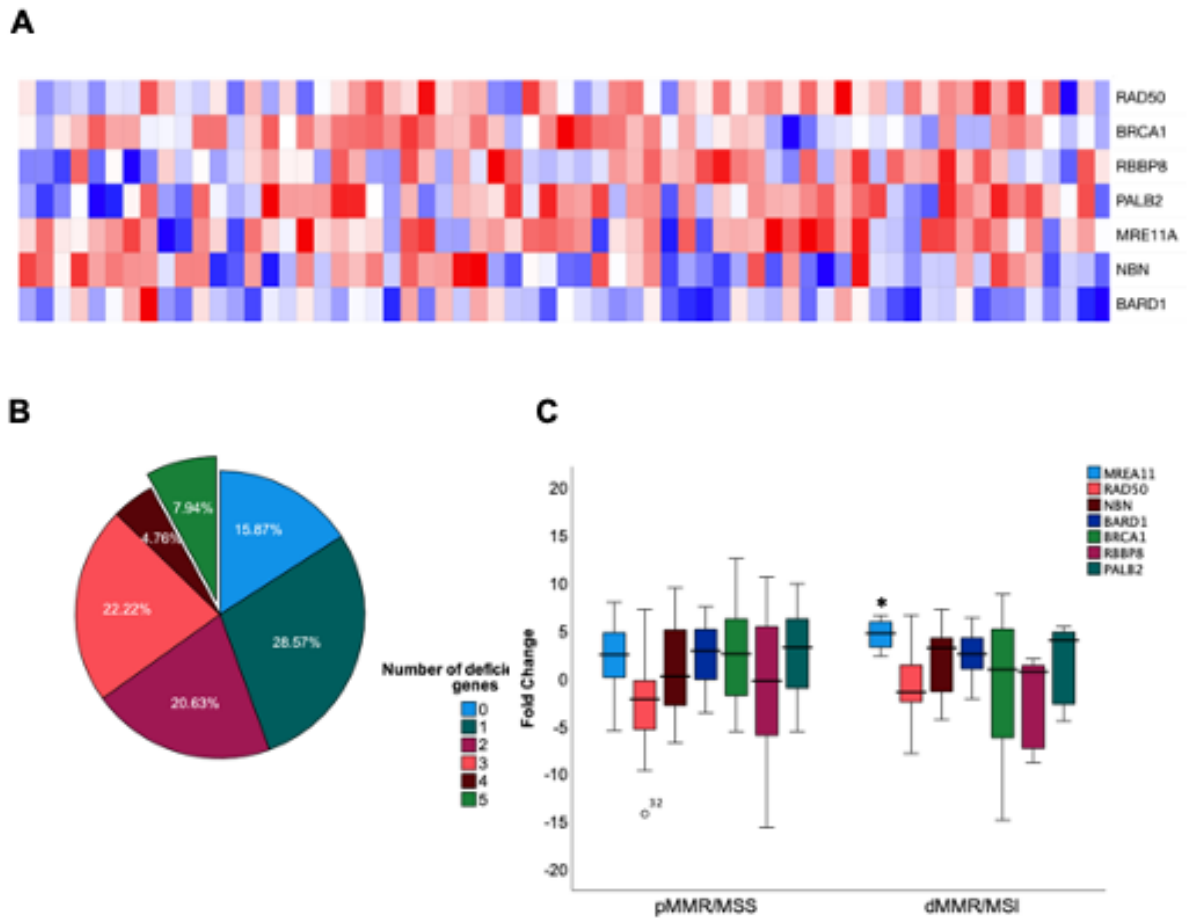 A
RAD50
BRCA1
RBBP8
PALB2
MRE11A
NBN
BARD1
B
7.94%
15.87%
4.76%
22.22%
28.57%
20.63%
Number of defici
genes
0
1
2
3
4
5
C
MREA11
RAD50
NBN
BARD1
BRCA1
RBBP8
PALB2
Fold Change
20
15
10
5
0
-5
-10
-15
-20
*
32
pMMR/MSS
dMMR/MSI